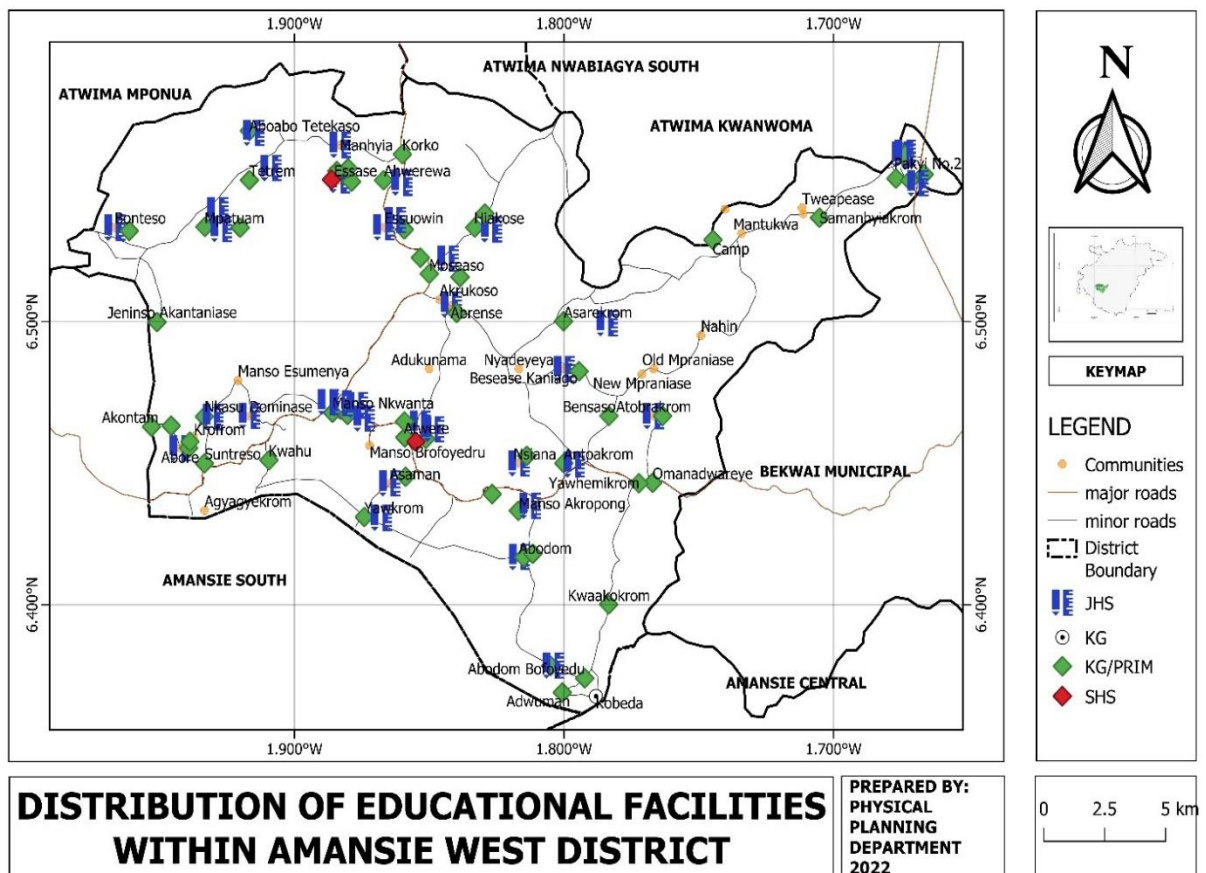 1.900°W
1.800°W
1.700°W
ATWIMA NWABIAGYA SOUTH
ATWIMA MPONUA
ATWIMA KWANWOMA
Aboabo Tetekaso
Manhyia
Korko
Tetrem
Essase
Ahwerewa
Pakyi No.2
Bonteso
Mpatuam
Essuowin
Hiakose
Tweapease
Samanhyiakrom
Mantukwa
Camp
Moseaso
Akrukoso
Abrense
Jeninso Akantaniase
Asarekrom
Nahin
6.500°N
6.500°N
Adukunama
Nyadeyeya
Old Mpraniase
Besease Kaniago
New Mpraniase
Manso Esumenya
Manso Nkwanta
Nkasu Dominase
Bensaso
Atobrakrom
Akontam
Krofrom
Atwere
Manso Brofoyedru
Abore
Suntreso
Kwahu
Nsiana
Antoakrom
BEKWAI MUNICIPAL
Asaman
Yawhemikrom
Omanadwareye
Agyagyekrom
Yawkrom
Manso Akropong
Abodom
AMANSIE SOUTH
Kwaakokrom
6.400°N
6.400°N
Abodom Bofoyedu
AMANSIE CENTRAL
Adwuman
Kobeda
1.900°W
1.800°W
1.700°W
N
KEYMAP
LEGEND
Communities
major roads
minor roads
District
Boundary
JHS
KG
KG/PRIM
SHS
DISTRIBUTION OF EDUCATIONAL FACILITIES
WITHIN AMANSIE WEST DISTRICT
PREPARED BY:
PHYSICAL
PLANNING
DEPARTMENT
2022
0 2.5 5 km